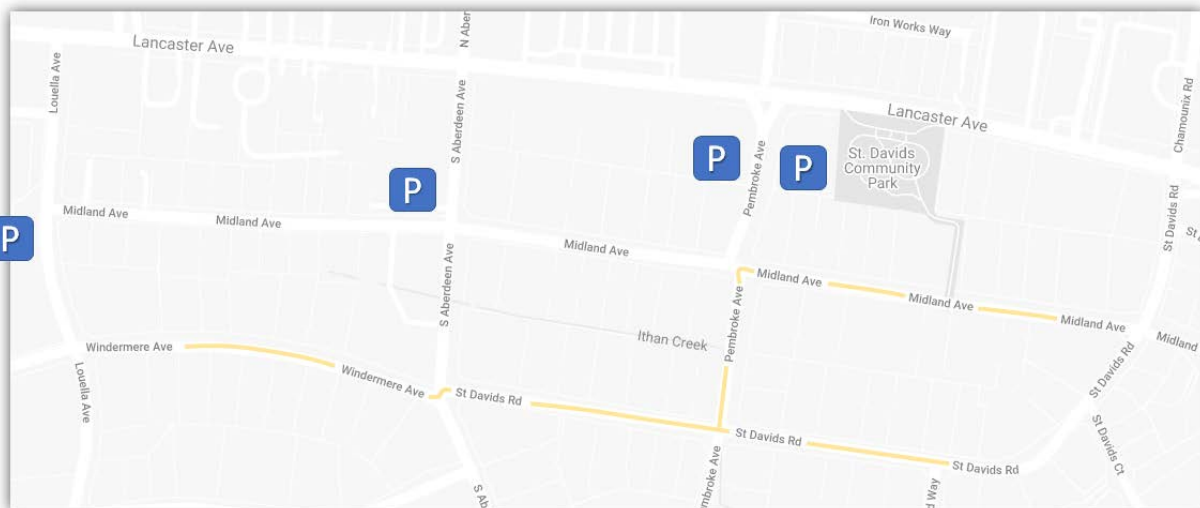 Iron Works Way
N Aber
Lancaster Ave
Louella Ave
S Aberdeen Ave
Chamounix Rd
Lancaster Ave
P
P
St. Davids
Community
Park
Pembroke Ave
P
St Davids Rd
Midland Ave
Midland Ave
P
Midland Ave
S Aberdeen Ave
Midland Ave
Midland Ave
Midland Ave
Midland
Pembroke Ave
Ithan Creek
Windermere Ave
Louella Ave
Windermere Ave
St Davids Rd
St Davids Rd
St Davids Rd
St Davids Ct
St Davids Rd
mbroke Ave
S Ab
d Way